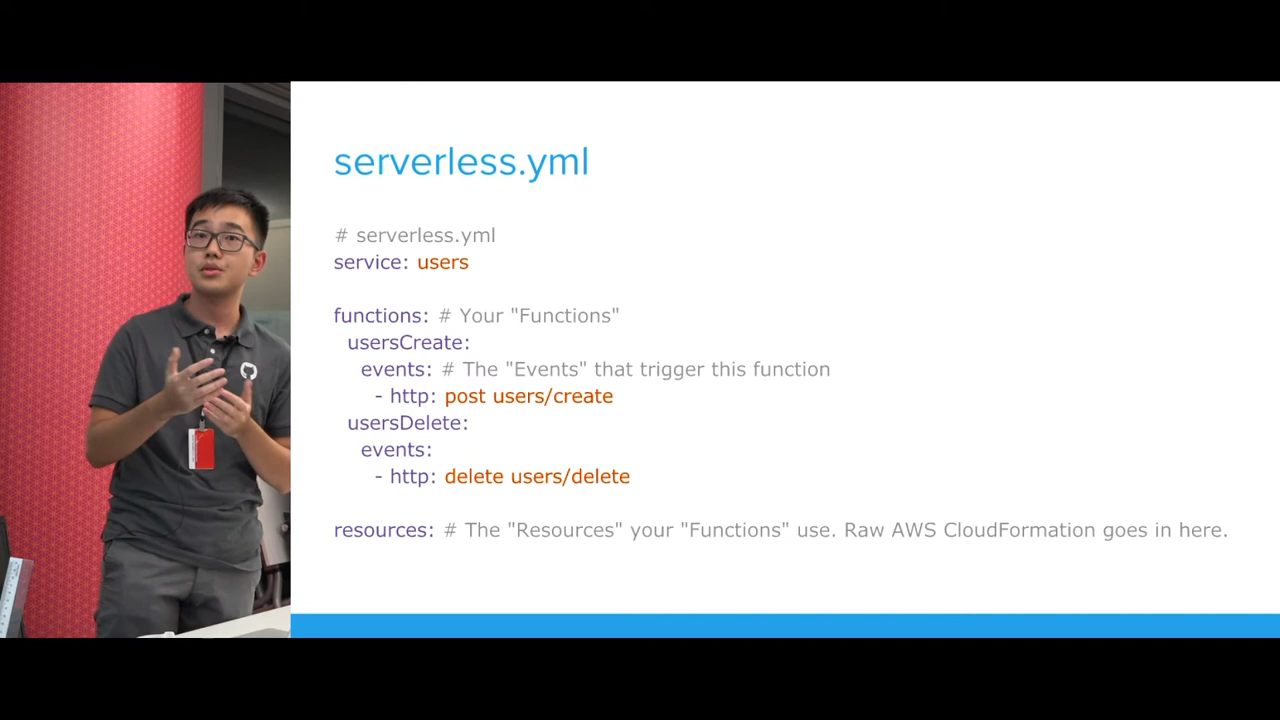 serverless.yml
# serverless.yml
service: users
functions: # Your "Functions"
usersCreate:
events: # The "Events" that trigger this function
- http: post users/create
usersDelete:
events:
- http: delete users/delete
resources: # The "Resources" your "Functions" use. Raw AWS CloudFormation goes in here.